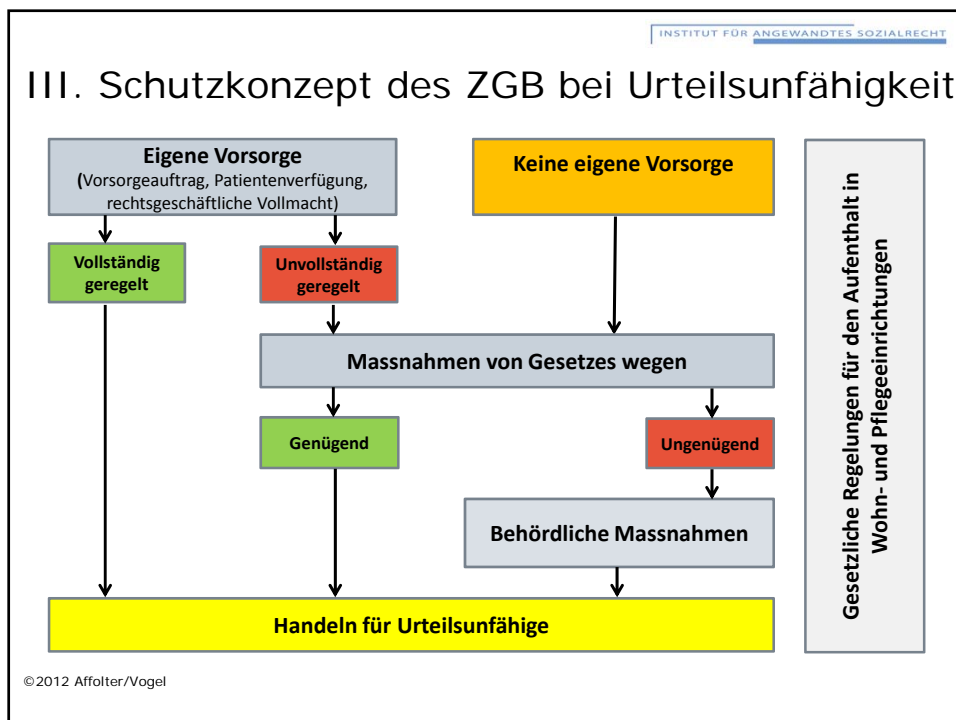 INSTITUT FÜR ANGEWANDTES SOZIALRECHT
III. Schutzkonzept des ZGB bei Urteilsunfähigkeit
Eigene Vorsorge
(Vorsorgeauftrag, Patientenverfügung,
rechtsgeschäftliche Vollmacht)
Keine eigene Vorsorge
Vollständig
geregelt
Unvollständig
geregelt
Massnahmen von Gesetzes wegen
Genügend
Ungenügend
Behördliche Massnahmen
Handeln für Urteilsunfähige
Gesetzliche Regelungen für den Aufenthalt in
Wohn- und Pflegeeinrichtungen
©2012 Affolter/Vogel